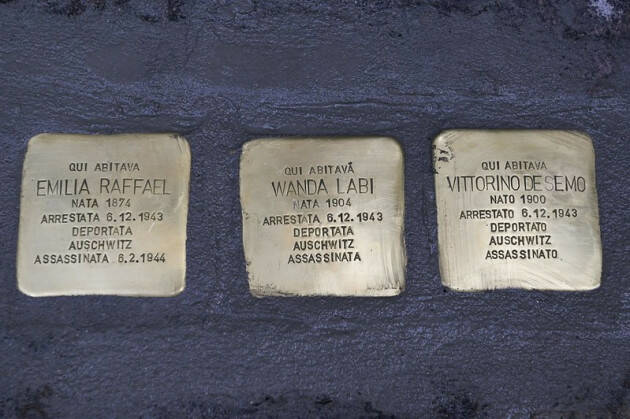 QUI ABITAVA
EMILIA RAFFAEL
NATA 1874
ARRESTATA 6.12.1943
DEPORTATA
AUSCHWITZ
ASSASSINATA 6.2.1944
QUI ABITAVA
WANDA LABI
NATA 1904
ARRESTATA 6.12.1943
DEPORTATA
AUSCHWITZ
ASSASSINATA
QUI ABITAVA
VITTORINO DE SEMO
NATO 1900
ARRESTATO 6.12.1943
DEPORTATO
AUSCHWITZ
ASSASSINATO